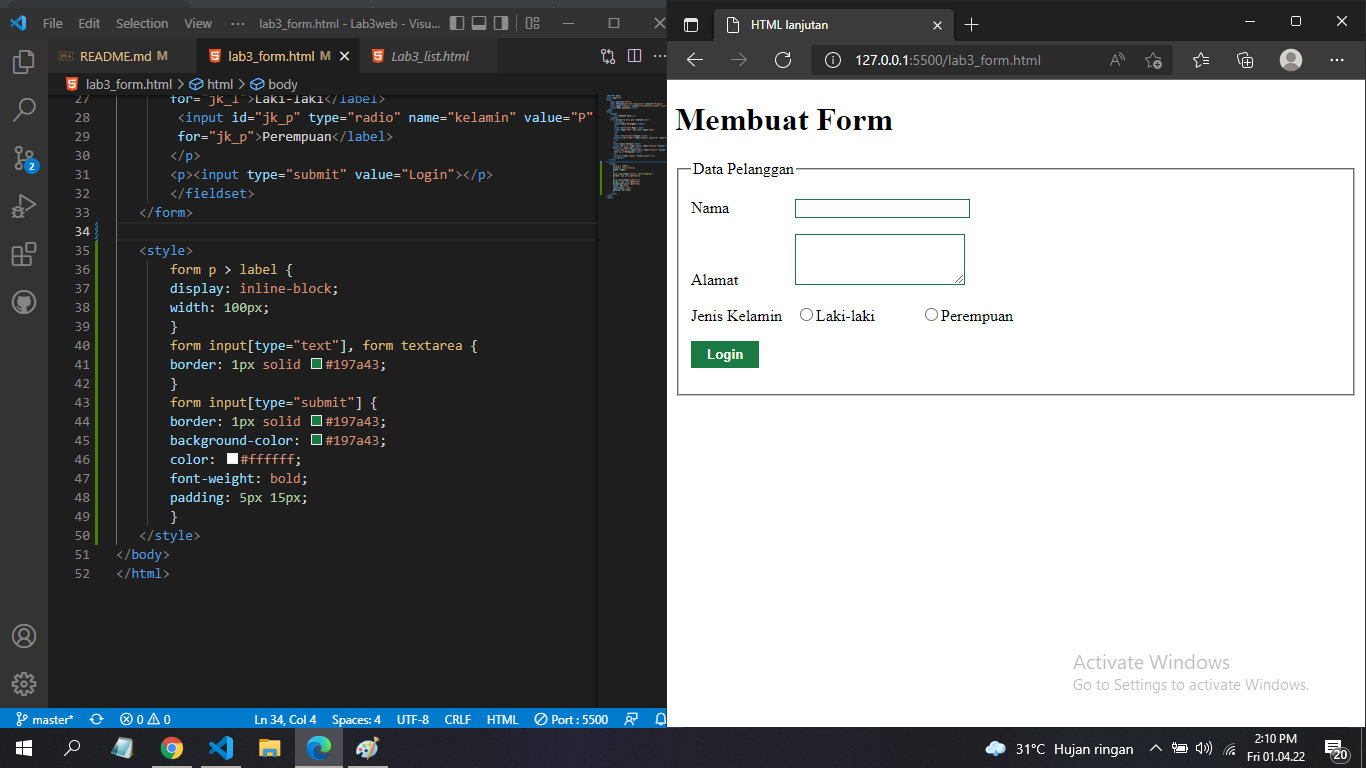 File Edit Selection View ··· lab3_form.html - Lab3web - Visu...
README.md M lab3_form.html M Lab3_list.html
lab3_form.html > html > body
27 for="jk_l">Laki-laki</label>
28 <input id="jk_p" type="radio" name="kelamin" value="P"
29 for="jk_p">Perempuan</label>
30 </p>
31 <p><input type="submit" value="Login"></p>
32 </fieldset>
33 </form>
34
35 <style>
36 form p > label {
37 display: inline-block;
38 width: 100px;
39 }
40 form input[type="text"], form textarea {
41 border: 1px solid #197a43;
42 }
43 form input[type="submit"] {
44 border: 1px solid #197a43;
45 background-color: #197a43;
46 color: #ffffff;
47 font-weight: bold;
48 padding: 5px 15px;
49 }
50 </style>
51 </body>
52 </html>
2
master* 0 0 Ln 34, Col 4 Spaces: 4 UTF-8 CRLF HTML Port : 5500
HTML lanjutan
127.0.0.1:5500/lab3_form.html
Membuat Form
Data Pelanggan
Nama
Alamat
Jenis Kelamin Laki-laki Perempuan
Login
Activate Windows
Go to Settings to activate Windows.
31°C Hujan ringan
2:10 PM
Fri 01.04.22
20